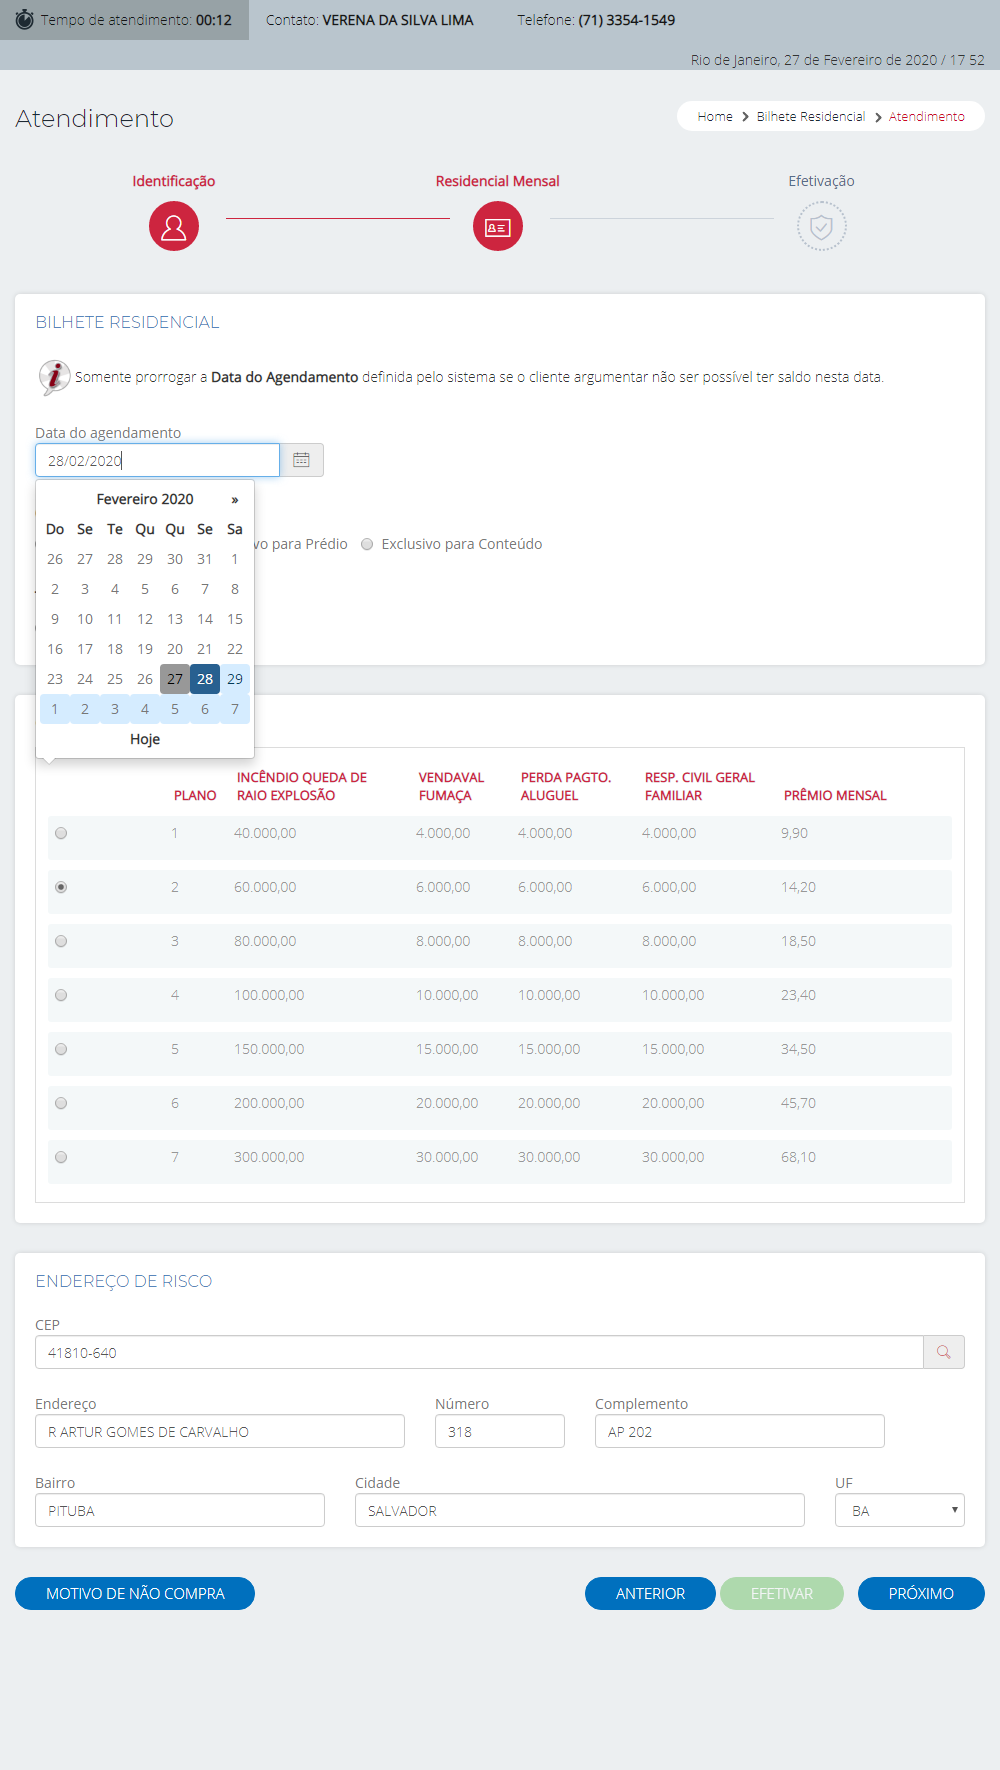 Tempo de atendimento: 00:12 Contato: VERENA DA SILVA LIMA Telefone: (71) 3354-1549
Rio de Janeiro, 27 de Fevereiro de 2020 / 17 52
Atendimento
Home > Bilhete Residencial > Atendimento
Identificação Residencial Mensal Efetivação
BILHETE RESIDENCIAL
Somente prorrogar a Data do Agendamento definida pelo sistema se o cliente argumentar não ser possível ter saldo nesta data.
Data do agendamento
28/02/2020
Fevereiro 2020 »
Do Se Te Qu Qu Se Sa
26 27 28 29 30 31 1
2 3 4 5 6 7 8
9 10 11 12 13 14 15
16 17 18 19 20 21 22
23 24 25 26 27 28 29
1 2 3 4 5 6 7
Hoje
vo para Prédio Exclusivo para Conteúdo
PLANO INCÊNDIO QUEDA DE RAIO EXPLOSÃO VENDAVAL FUMAÇA PERDA PAGTO. ALUGUEL RESP. CIVIL GERAL FAMILIAR PRÊMIO MENSAL
1 40.000,00 4.000,00 4.000,00 4.000,00 9,90
2 60.000,00 6.000,00 6.000,00 6.000,00 14,20
3 80.000,00 8.000,00 8.000,00 8.000,00 18,50
4 100.000,00 10.000,00 10.000,00 10.000,00 23,40
5 150.000,00 15.000,00 15.000,00 15.000,00 34,50
6 200.000,00 20.000,00 20.000,00 20.000,00 45,70
7 300.000,00 30.000,00 30.000,00 30.000,00 68,10
ENDEREÇO DE RISCO
CEP
41810-640
Endereço Número Complemento
R ARTUR GOMES DE CARVALHO 318 AP 202
Bairro Cidade UF
PITUBA SALVADOR BA
MOTIVO DE NÃO COMPRA ANTERIOR EFETIVAR PRÓXIMO